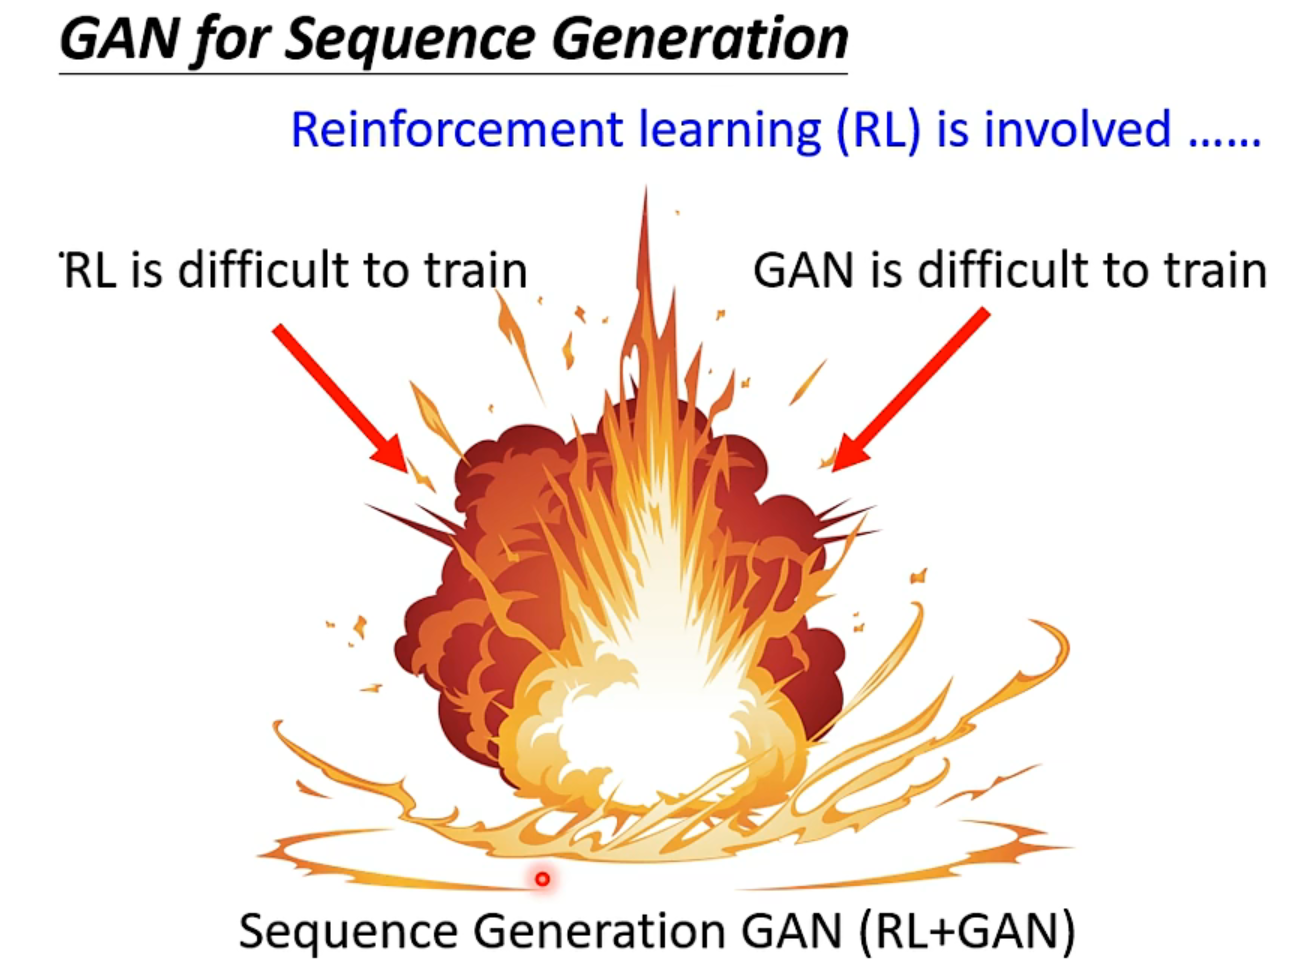 GAN for Sequence Generation
Reinforcement learning (RL) is involved ……
RL is difficult to train
GAN is difficult to train
Sequence Generation GAN (RL+GAN)